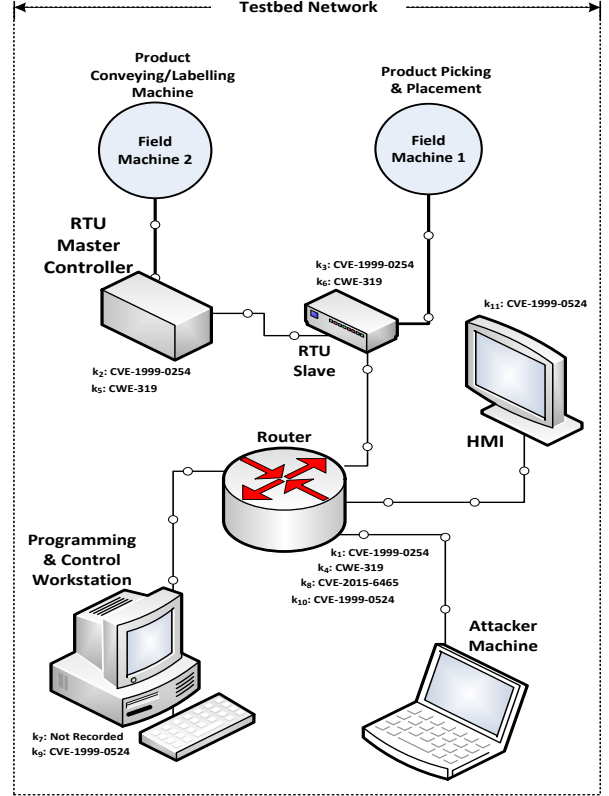 Testbed Network
Product
Conveying/Labelling
Machine
Product Picking
& Placement
Field
Machine 2
Field
Machine 1
RTU
Master
Controller
k₃: CVE-1999-0254
k₆: CWE-319
k₁₁: CVE-1999-0524
RTU
Slave
k₂: CVE-1999-0254
k₅: CWE-319
HMI
Router
Programming
& Control
Workstation
k₁: CVE-1999-0254
k₄: CWE-319
k₈: CVE-2015-6465
k₁₀: CVE-1999-0524
Attacker
Machine
k₇: Not Recorded
k₉: CVE-1999-0524